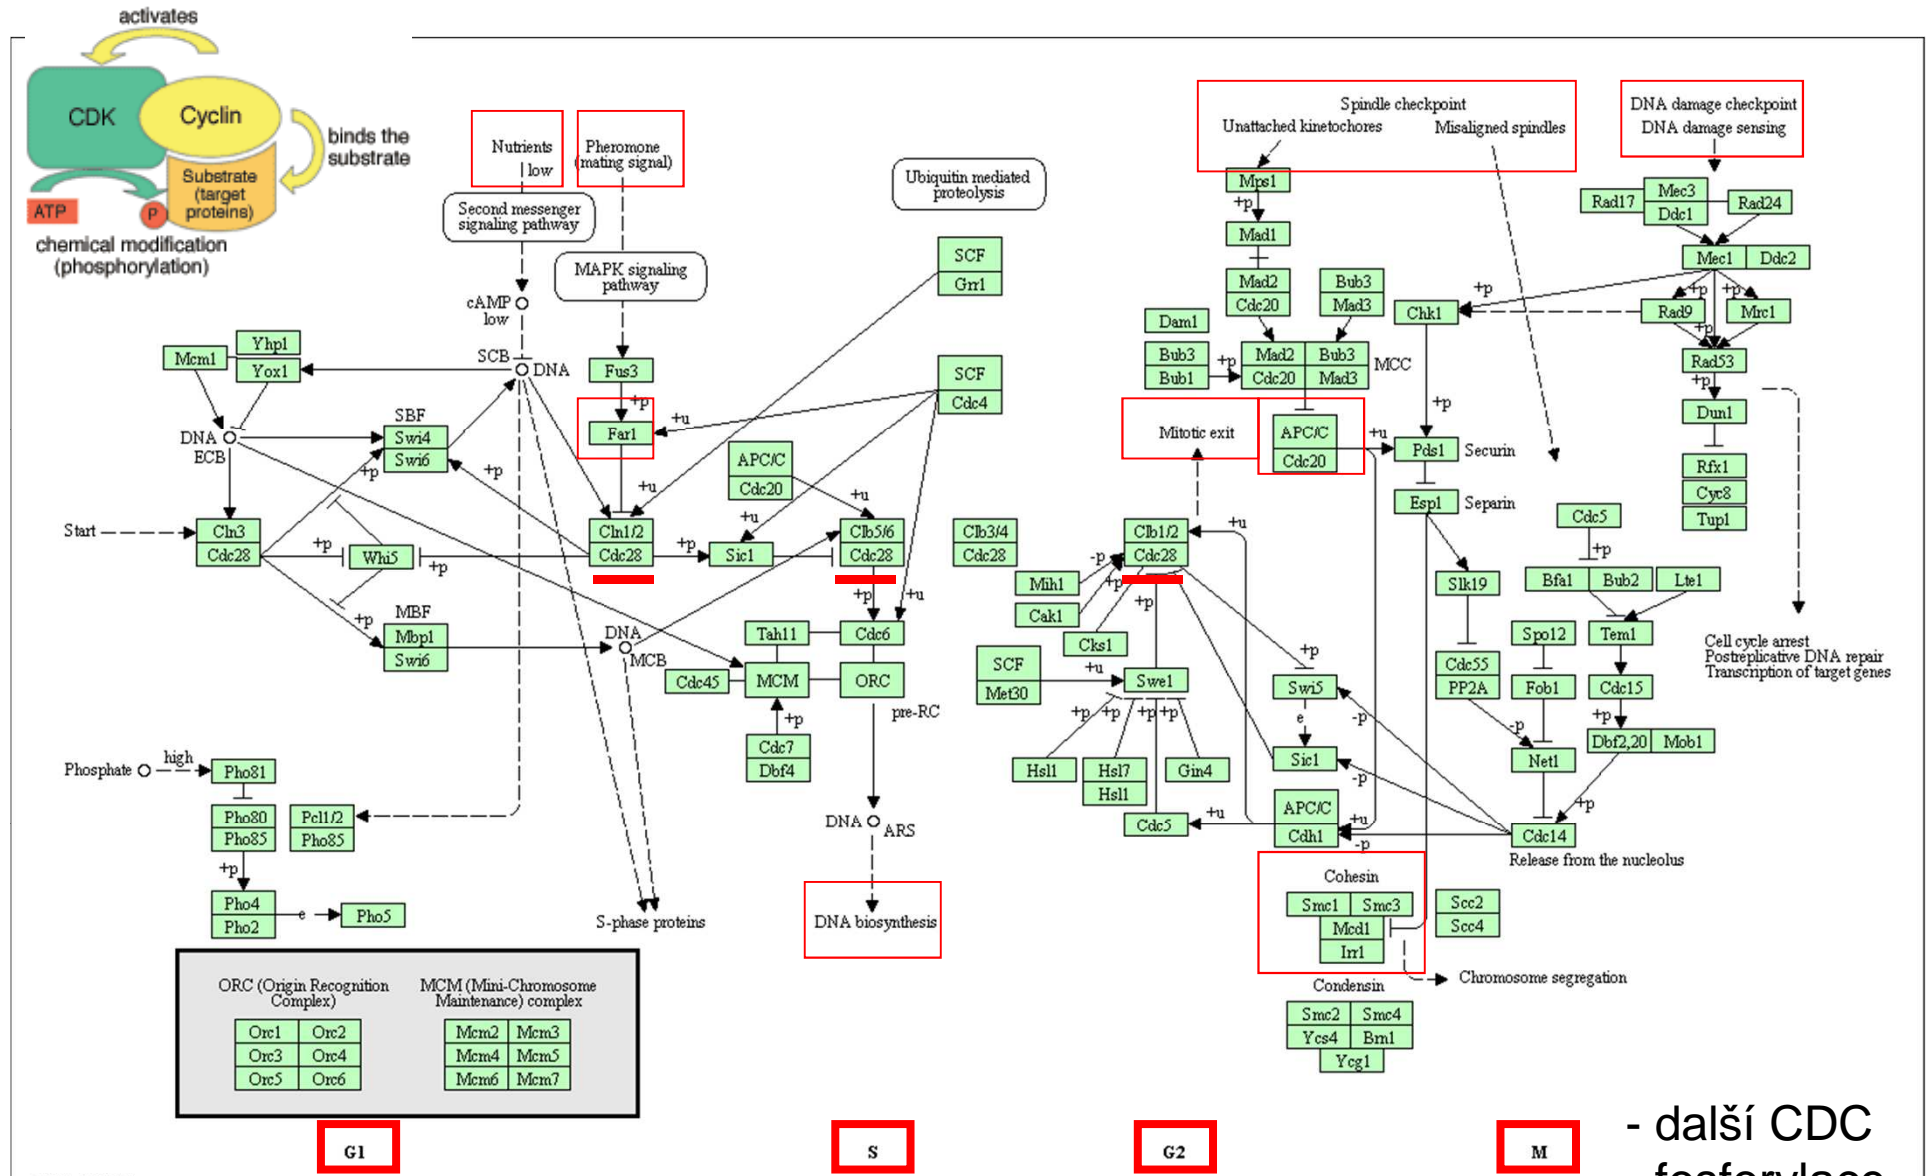 activates
CDK
Cyclin
binds the
substrate
Substrate
(target
proteins)
ATP
P
chemical modification
(phosphorylation)
Nutrients
low
Pheromone
(mating signal)
Second messenger
signaling pathway
MAPK signaling
pathway
Ubiquitin mediated
proteolysis
Spindle checkpoint
Unattached kinetochores
Misaligned spindles
DNA damage checkpoint
DNA damage sensing
cAMP
low
SCB
DNA
Mcm1
Yhp1
Yox1
Fus3
+p
Far1
+u
SCF
Grr1
SCF
Cdc4
DNA
ECB
SBF
Swi4
Swi6
+p
+p
APC/C
Cdc20
+u
+u
+u
Start
Cln3
Cdc28
+p
Whi5
+p
Cln1/2
Cdc28
+p
Sic1
Clb5/6
Cdc28
Clb3/4
Cdc28
+p
+u
+p
MBF
Mbp1
Swi6
DNA
MCB
Tah11
Cdc6
Cdc45
MCM
ORC
pre-RC
+p
Cdc7
Dbf4
DNA
ARS
DNA biosynthesis
S-phase proteins
Phosphate
high
Pho81
Pho80
Pho85
Pcl1/2
Pho85
+p
Pho4
Pho2
e
Pho5
Mps1
+p
Mad1
Mad2
Cdc20
Bub3
Mad3
Dam1
Bub3
Bub1
+p
Mad2
Bub3
Cdc20
Mad3
MCC
Mitotic exit
APC/C
Cdc20
+u
Pds1
Securin
Esp1
Separin
Chk1
+p
+p
Rad17
Mec3
Ddc1
Rad24
Mec1
Ddc2
+p
+p
Rad9
Mrc1
+p
Rad53
+p
Dun1
Rfx1
Cyc8
Tup1
Cell cycle arrest
Postreplicative DNA repair
Transcription of target genes
Clb1/2
Cdc28
+u
-p
+p
Mih1
Cak1
Cks1
+p
SCF
Met30
+u
Swe1
+p
+p
+p
+p
Hsl1
Hsl7
Hsl1
Gin4
Cdc5
+u
+p
Swi5
e
Sic1
-p
-p
APC/C
Cdh1
+u
-p
Cdc5
+p
Bfa1
Bub2
Lte1
Slk19
Cdc55
PP2A
-p
Spo12
Fob1
Net1
Tem1
Cdc15
+p
Dbf2,20
Mob1
+p
Cdc14
Release from the nucleolus
Cohesin
Smc1
Smc3
Mcd1
Irr1
Scc2
Scc4
Chromosome segregation
Condensin
Smc2
Smc4
Ycs4
Brn1
Ycg1
ORC (Origin Recognition
Complex)
Orc1
Orc2
Orc3
Orc4
Orc5
Orc6
MCM (Mini-Chromosome
Maintenance) complex
Mcm2
Mcm3
Mcm4
Mcm5
Mcm6
Mcm7
G1
S
G2
M
- další CDC
fosforylace